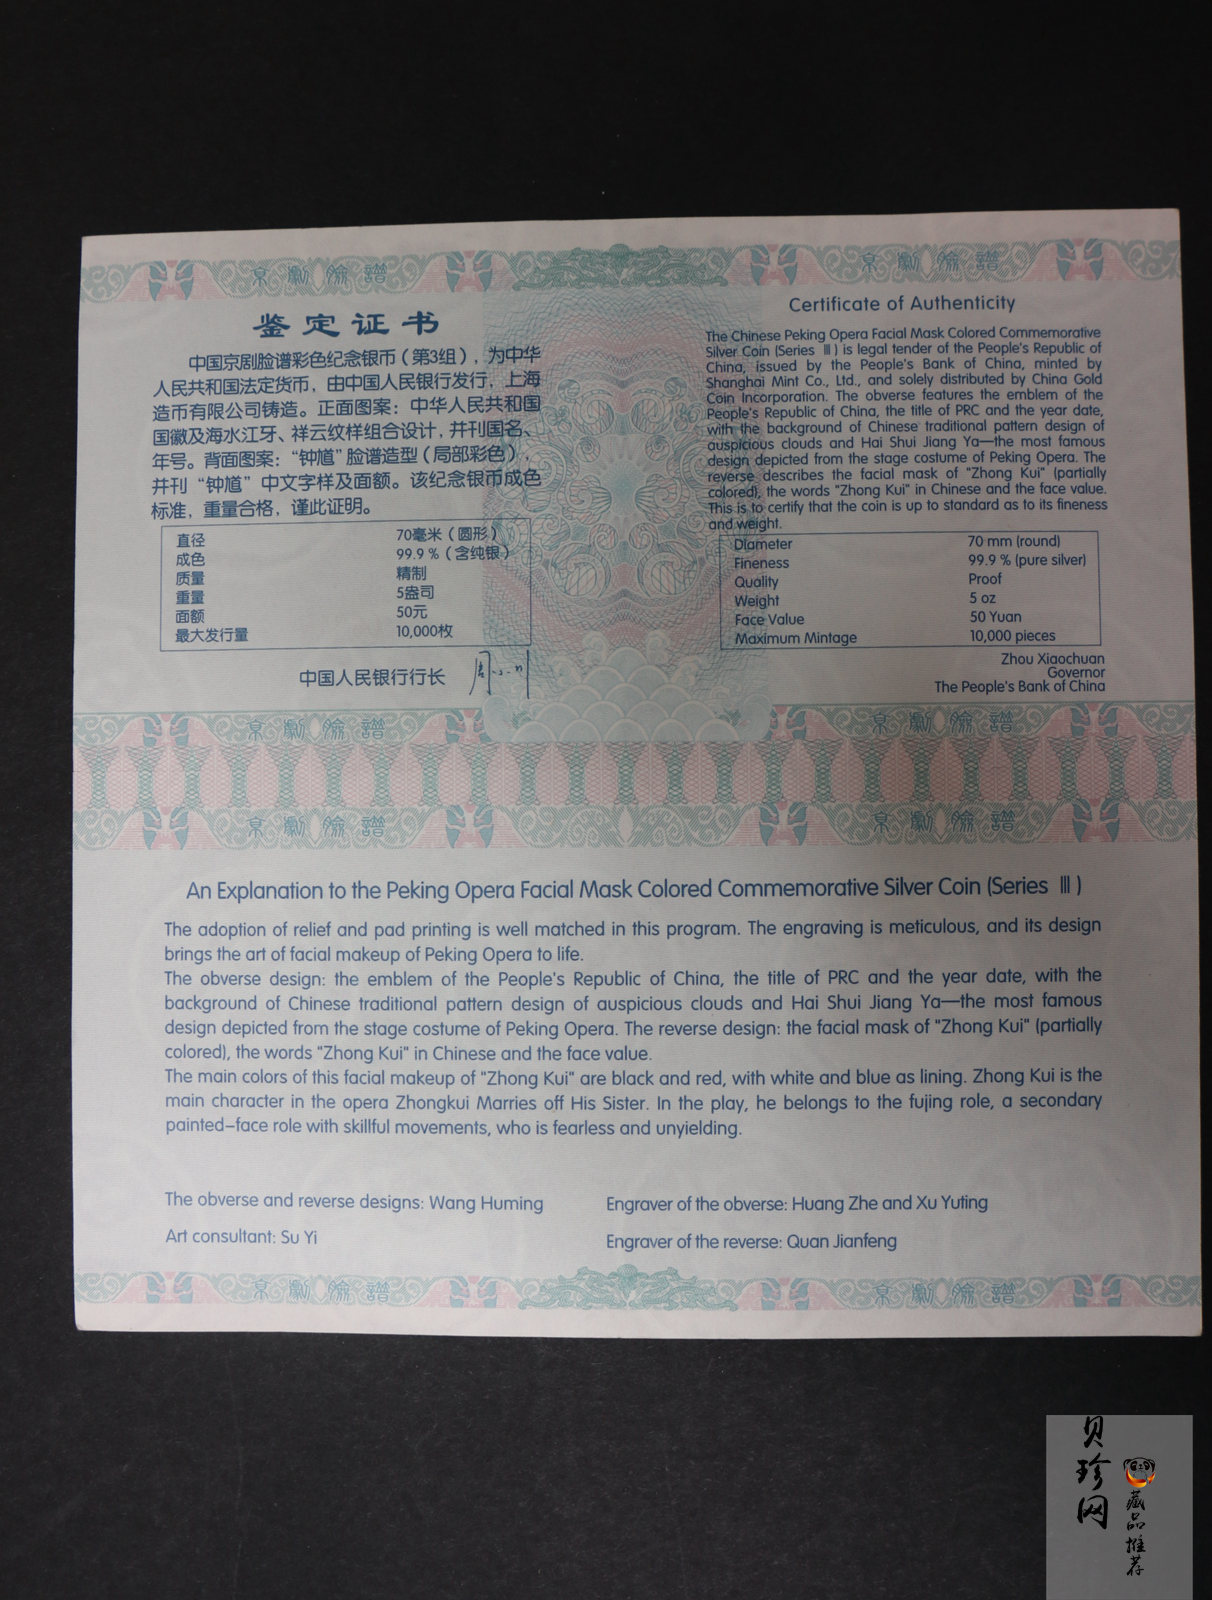 京劇臉譜
京劇臉譜
鉴定证书
中国京剧脸谱彩色纪念银币（第3组），为中华
人民共和国法定货币，由中国人民银行发行，上海
造币有限公司铸造。正面图案：中华人民共和国
国徽及海水江牙、祥云纹样组合设计，并刊国名、
年号。背面图案：“钟馗”脸谱造型（局部彩色），
并刊“钟馗”中文字样及面额。该纪念银币成色
标准，重量合格，谨此证明。
直径 70毫米（圆形）
成色 99.9 %（含纯银）
质量 精制
重量 5盎司
面额 50元
最大发行量 10,000枚
中国人民银行行长
Certificate of Authenticity
The Chinese Peking Opera Facial Mask Colored Commemorative
Silver Coin (Series Ⅲ) is legal tender of the People's Republic of
China, issued by the People's Bank of China, minted by
Shanghai Mint Co., Ltd., and solely distributed by China Gold
Coin Incorporation. The obverse features the emblem of the
People's Republic of China, the title of PRC and the year date,
with the background of Chinese traditional pattern design of
auspicious clouds and Hai Shui Jiang Ya—the most famous
design depicted from the stage costume of Peking Opera. The
reverse describes the facial mask of "Zhong Kui" (partially
colored), the words "Zhong Kui" in Chinese and the face value.
This is to certify that the coin is up to standard as to its fineness
and weight.
Diameter 70 mm (round)
Fineness 99.9 % (pure silver)
Quality Proof
Weight 5 oz
Face Value 50 Yuan
Maximum Mintage 10,000 pieces
Zhou Xiaochuan
Governor
The People's Bank of China
京劇臉譜
京劇臉譜
京劇臉譜
京劇臉譜
An Explanation to the Peking Opera Facial Mask Colored Commemorative Silver Coin (Series Ⅲ)
The adoption of relief and pad printing is well matched in this program. The engraving is meticulous, and its design
brings the art of facial makeup of Peking Opera to life.
The obverse design: the emblem of the People's Republic of China, the title of PRC and the year date, with the
background of Chinese traditional pattern design of auspicious clouds and Hai Shui Jiang Ya—the most famous
design depicted from the stage costume of Peking Opera. The reverse design: the facial mask of "Zhong Kui" (partially
colored), the words "Zhong Kui" in Chinese and the face value.
The main colors of this facial makeup of "Zhong Kui" are black and red, with white and blue as lining. Zhong Kui is the
main character in the opera Zhongkui Marries off His Sister. In the play, he belongs to the fujing role, a secondary
painted–face role with skillful movements, who is fearless and unyielding.
The obverse and reverse designs: Wang Huming
Engraver of the obverse: Huang Zhe and Xu Yuting
Art consultant: Su Yi
Engraver of the reverse: Quan Jianfeng
京劇臉譜
京劇臉譜
贝珍网
藏品推荐